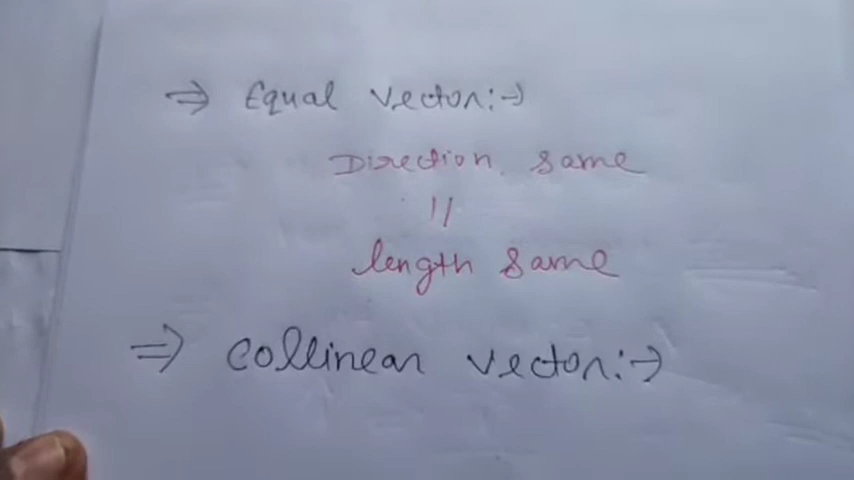 ⇒ Equal Vector:→
Direction same
||
length same
⇒ collinear vector:→